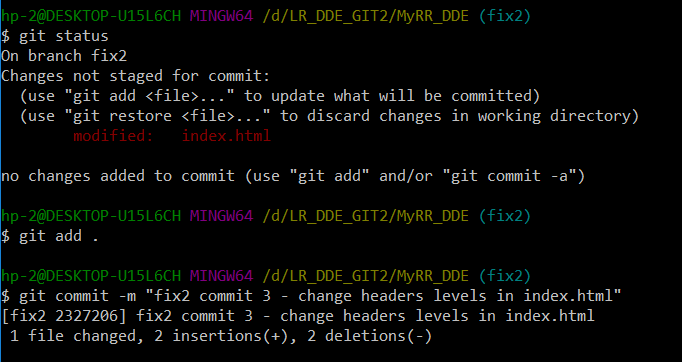 hp-2@DESKTOP-U15L6CH MINGW64 /d/LR_DDE_GIT2/MyRR_DDE (fix2)
$ git status
On branch fix2
Changes not staged for commit:
  (use "git add <file>..." to update what will be committed)
  (use "git restore <file>..." to discard changes in working directory)
        modified:   index.html

no changes added to commit (use "git add" and/or "git commit -a")

hp-2@DESKTOP-U15L6CH MINGW64 /d/LR_DDE_GIT2/MyRR_DDE (fix2)
$ git add .

hp-2@DESKTOP-U15L6CH MINGW64 /d/LR_DDE_GIT2/MyRR_DDE (fix2)
$ git commit -m "fix2 commit 3 - change headers levels in index.html"
[fix2 2327206] fix2 commit 3 - change headers levels in index.html
 1 file changed, 2 insertions(+), 2 deletions(-)